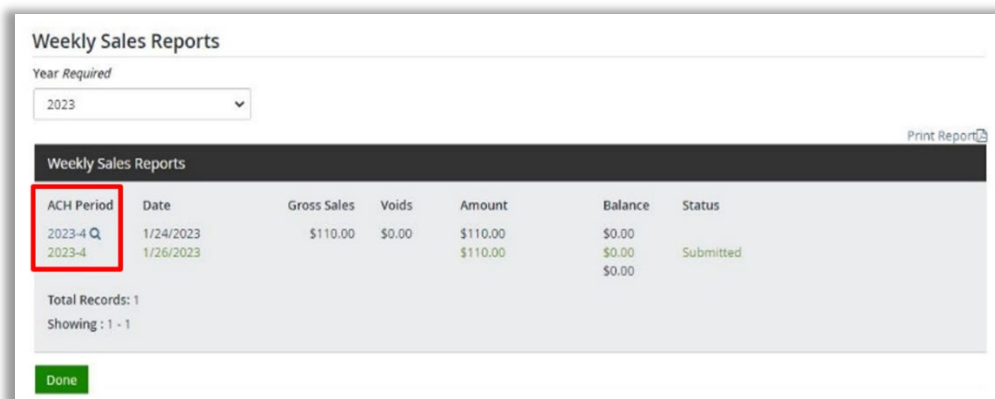 Weekly Sales Reports
Year Required
2023
Print Report
Weekly Sales Reports
ACH Period Date Gross Sales Voids Amount Balance Status
2023-4 1/24/2023 $110.00 $0.00 $110.00 $0.00
2023-4 1/26/2023 $110.00 $0.00 Submitted
$0.00
Total Records: 1
Showing : 1 - 1
Done